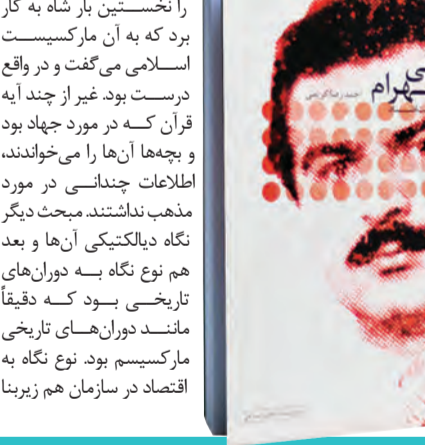 را نخستین بار شاه به کار
برد که به آن مارکسیست
اسلامی می‌گفت و در واقع
درست بود. غیر از چند آیه
قرآن که در مورد جهاد بود
و بچه‌ها آن‌ها را می‌خواندند،
اطلاعات چندانی در مورد
مذهب نداشتند. مبحث دیگر
نگاه دیالکتیکی آن‌ها و بعد
هم نوع نگاه به دوران‌های
تاریخی بود که دقیقاً
مانند دوران‌های تاریخی
مارکسیسم بود. نوع نگاه به
اقتصاد در سازمان هم زیربنا
احمدرضا کریمی